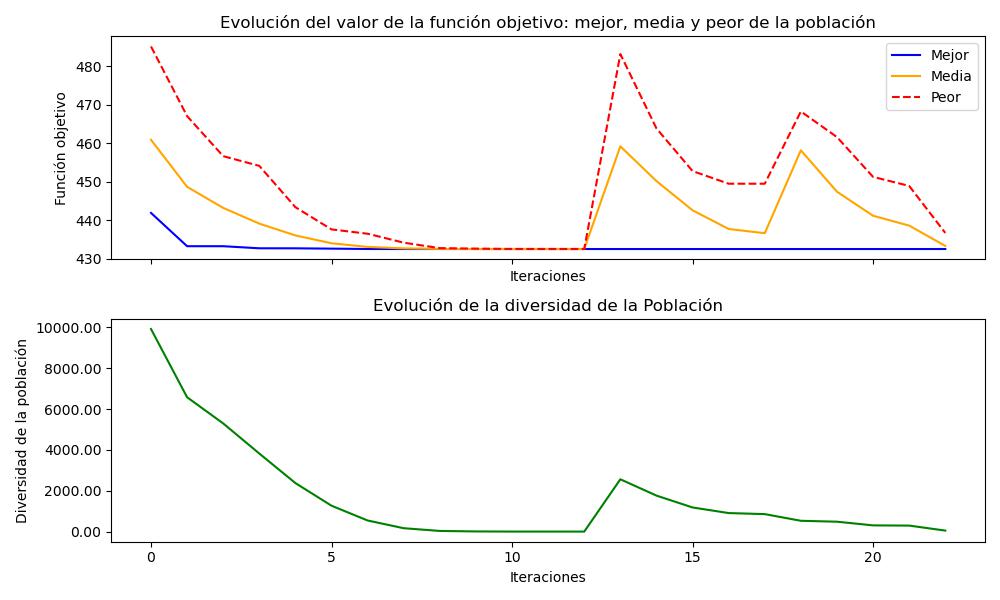 Evolución del valor de la función objetivo: mejor, media y peor de la población
Función objetivo
480
470
460
450
440
430
Mejor
Media
Peor
Iteraciones
Evolución de la diversidad de la Población
Diversidad de la población
10000.00
8000.00
6000.00
4000.00
2000.00
0.00
0 5 10 15 20
Iteraciones